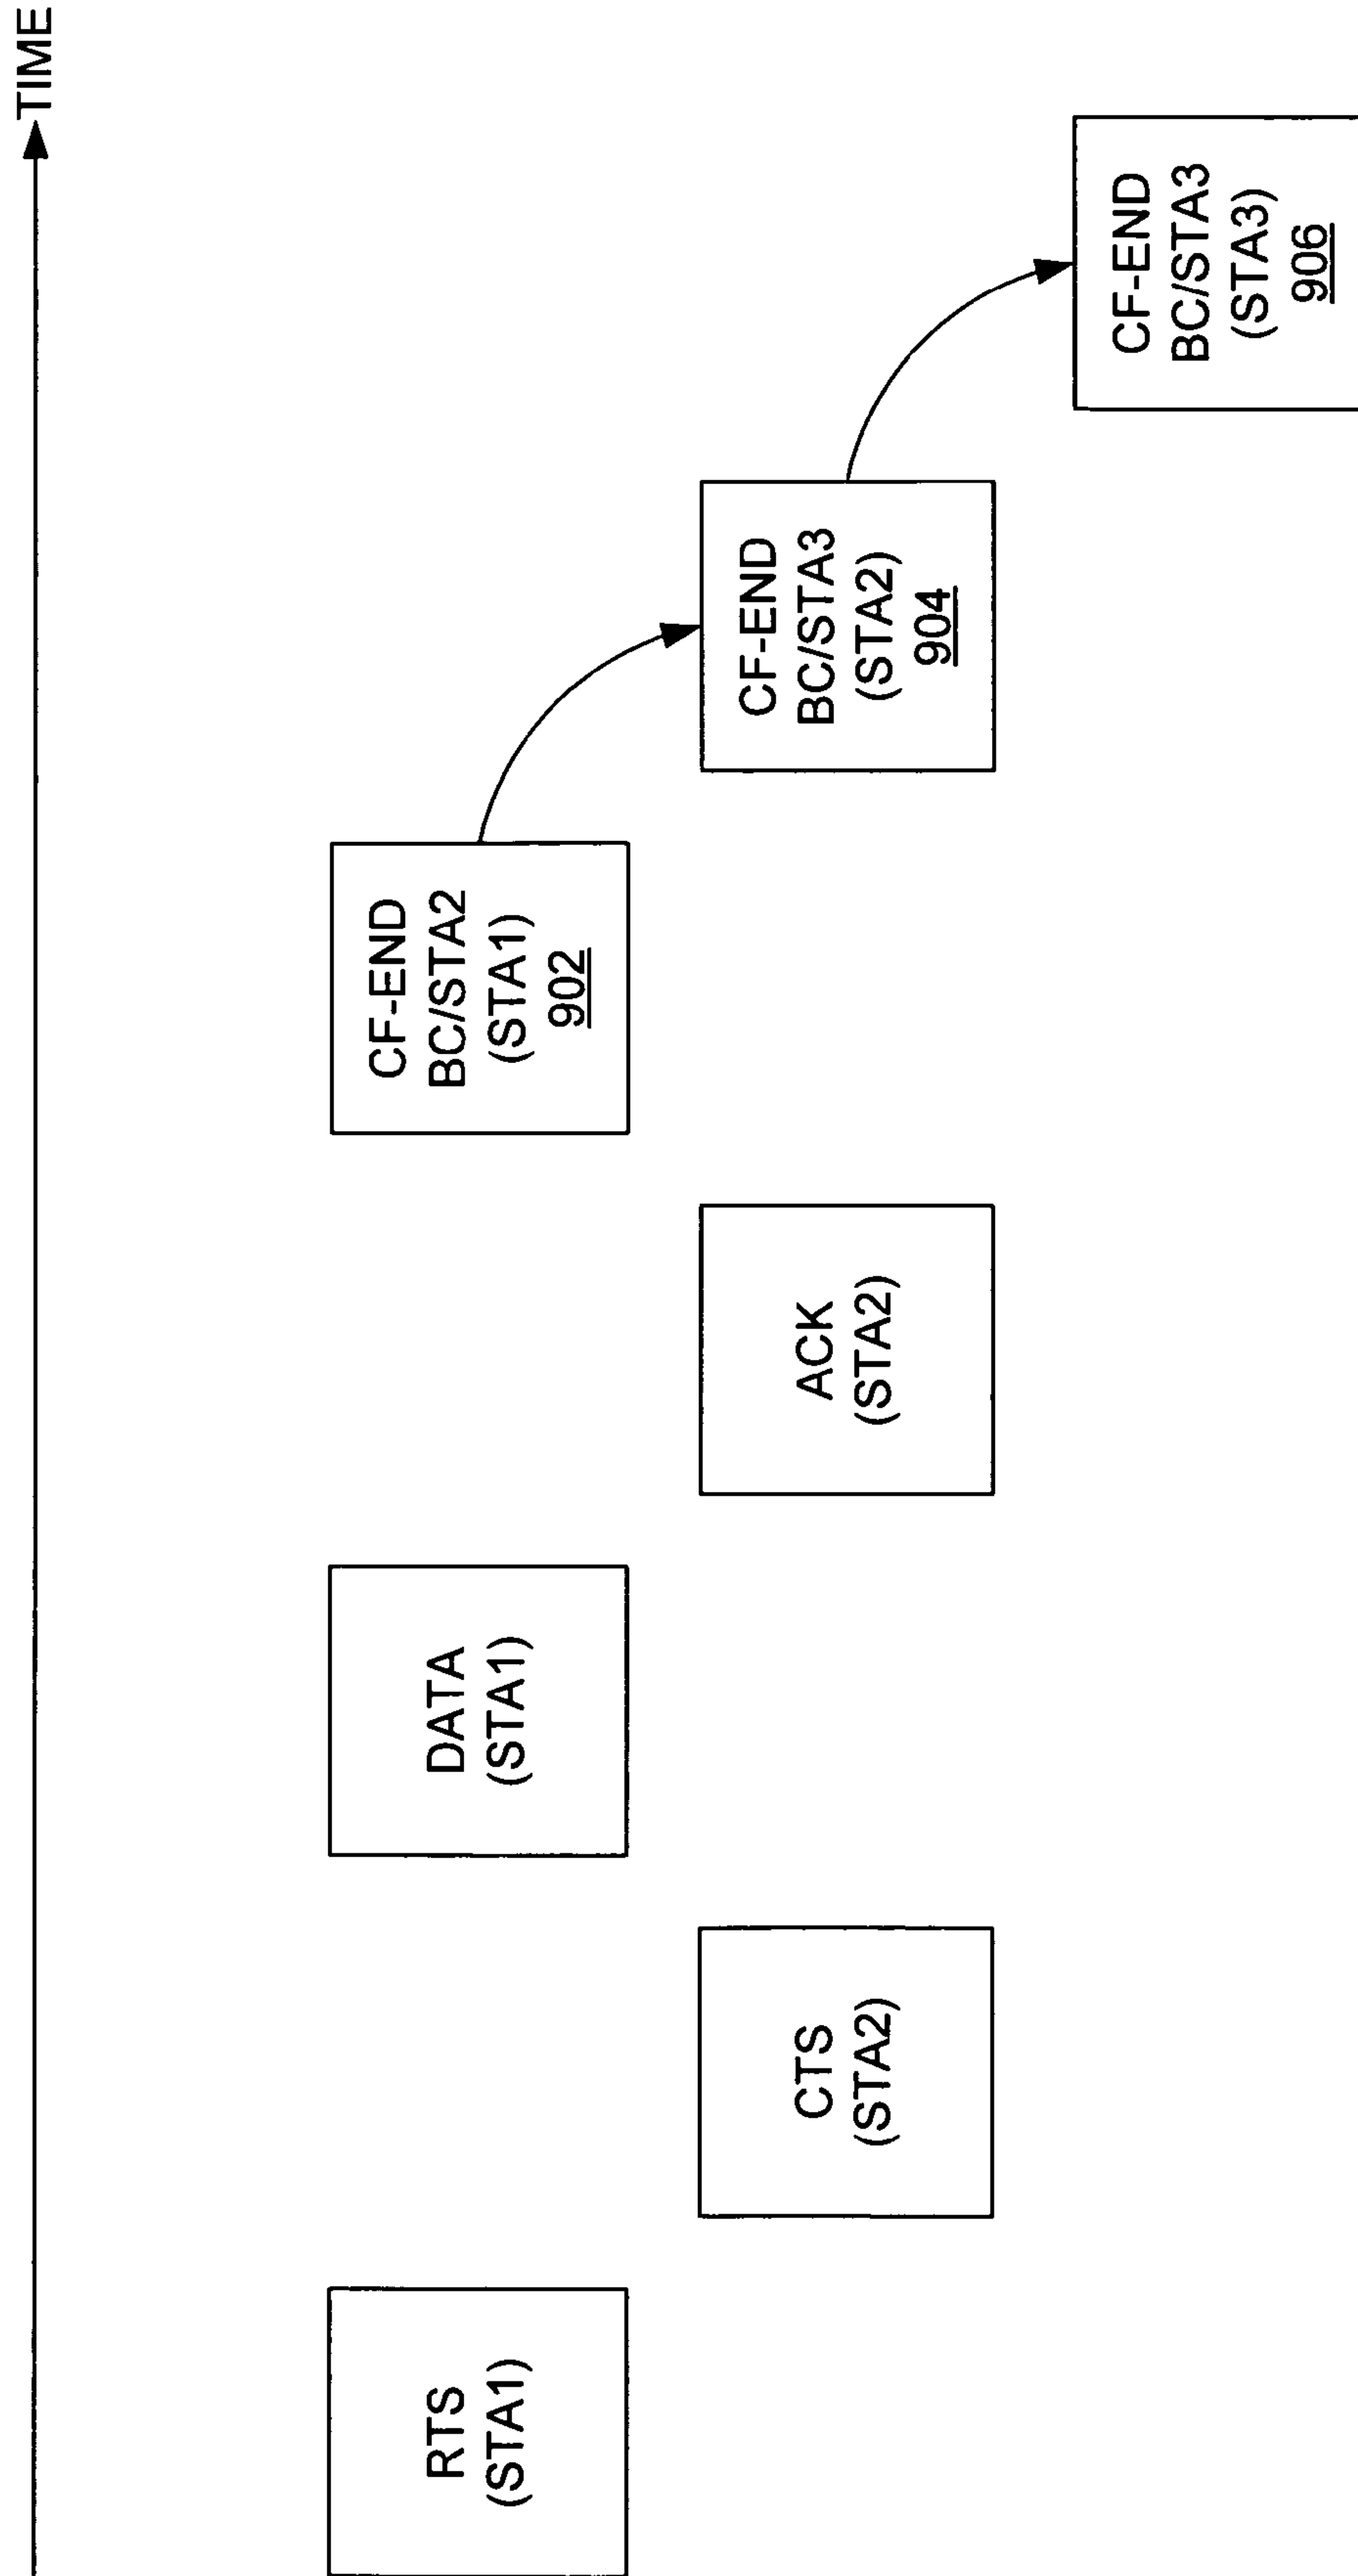 TIME
RTS
(STA1)
CTS
(STA2)
DATA
(STA1)
ACK
(STA2)
CF-END
BC/STA2
(STA1)
902
CF-END
BC/STA3
(STA2)
904
CF-END
BC/STA3
(STA3)
906